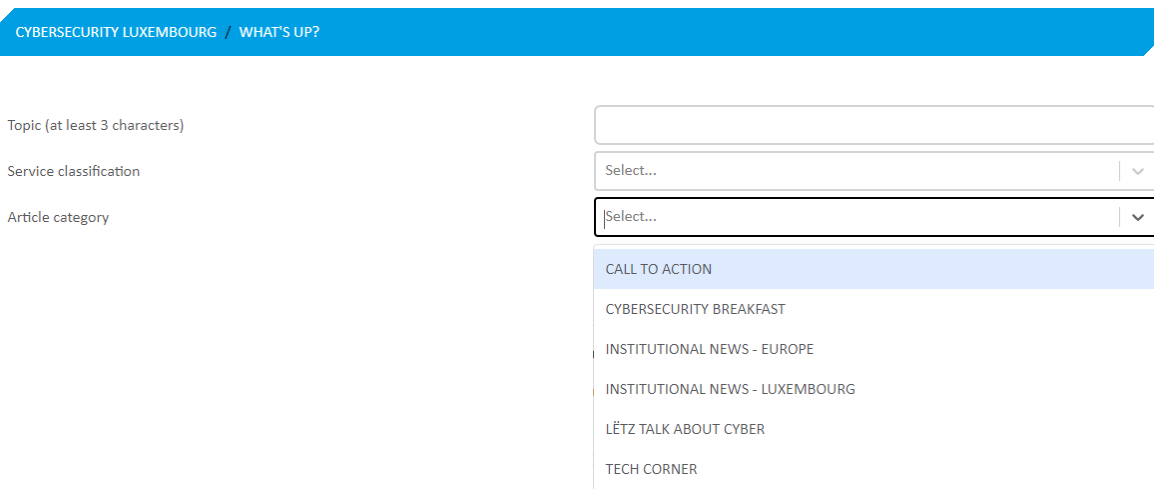 CYBERSECURITY LUXEMBOURG / WHAT'S UP?
Topic (at least 3 characters)
Service classification Select...
Article category Select...
CALL TO ACTION
CYBERSECURITY BREAKFAST
INSTITUTIONAL NEWS - EUROPE
INSTITUTIONAL NEWS - LUXEMBOURG
LËTZ TALK ABOUT CYBER
TECH CORNER